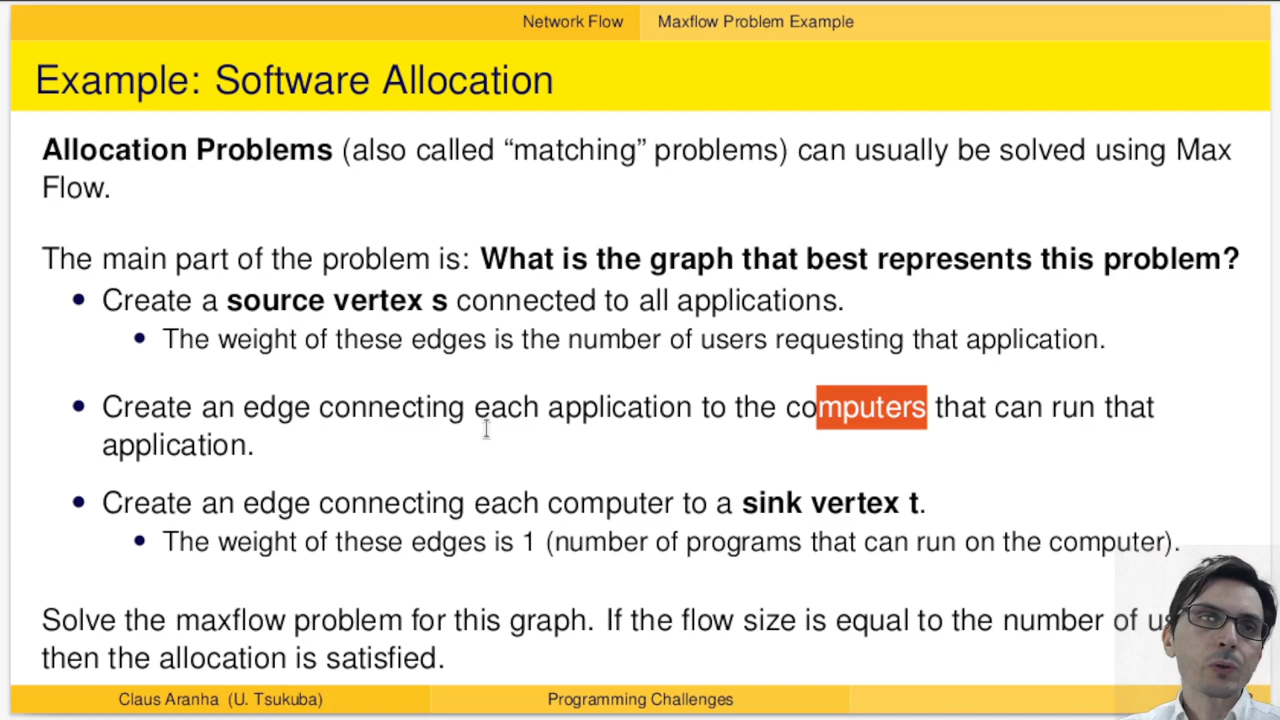 Network Flow Maxflow Problem Example
Example: Software Allocation
Allocation Problems (also called “matching” problems) can usually be solved using Max
Flow.
The main part of the problem is: What is the graph that best represents this problem?
• Create a source vertex s connected to all applications.
• The weight of these edges is the number of users requesting that application.
• Create an edge connecting each application to the computers that can run that
application.
• Create an edge connecting each computer to a sink vertex t.
• The weight of these edges is 1 (number of programs that can run on the computer).
Solve the maxflow problem for this graph. If the flow size is equal to the number of
then the allocation is satisfied.
Claus Aranha (U. Tsukuba) Programming Challenges